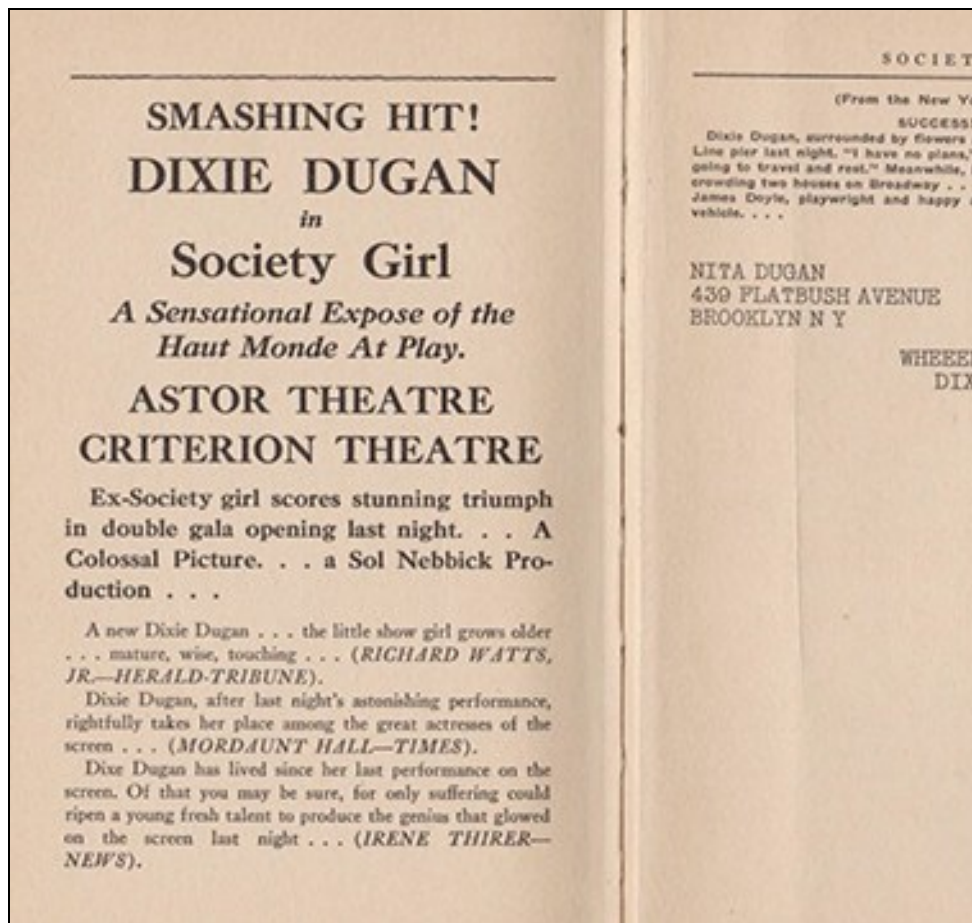 SMASHING HIT!
DIXIE DUGAN
in
Society Girl
A Sensational Expose of the
Haut Monde At Play.
ASTOR THEATRE
CRITERION THEATRE
Ex-Society girl scores stunning triumph
in double gala opening last night. . . A
Colossal Picture. . . a Sol Nebbick Pro-
duction . . .
A new Dixie Dugan . . . the little show girl grows older
. . . mature, wise, touching . . . (RICHARD WATTS,
JR.—HERALD-TRIBUNE).
Dixie Dugan, after last night's astonishing performance,
rightfully takes her place among the great actresses of the
screen . . . (MORDAUNT HALL—TIMES).
Dixe Dugan has lived since her last performance on the
screen. Of that you may be sure, for only suffering could
ripen a young fresh talent to produce the genius that glowed
on the screen last night . . . (IRENE THIRER—
NEWS).
SOCIET
(From the New Yo
SUCCESS
Dixie Dugan, surrounded by flowers
Line pier last night. "I have no plans,"
going to travel and rest." Meanwhile,
crowding two houses on Broadway . .
James Doyle, playwright and happy a
vehicle. . . .
NITA DUGAN
439 FLATBUSH AVENUE
BROOKLYN N Y
WHEEEE
DIX